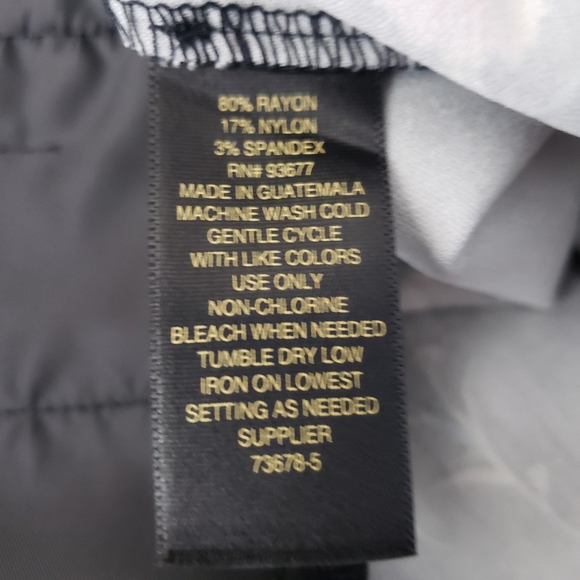 80% RAYON
17% NYLON
3% SPANDEX
RN# 93677
MADE IN GUATEMALA
MACHINE WASH COLD
GENTLE CYCLE
WITH LIKE COLORS
USE ONLY
NON-CHLORINE
BLEACH WHEN NEEDED
TUMBLE DRY LOW
IRON ON LOWEST
SETTING AS NEEDED
SUPPLIER
73678-5